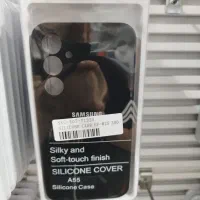 SAMSUNG
Silky and
Soft-touch finish
SILICONE COVER
A55
Silicone Case